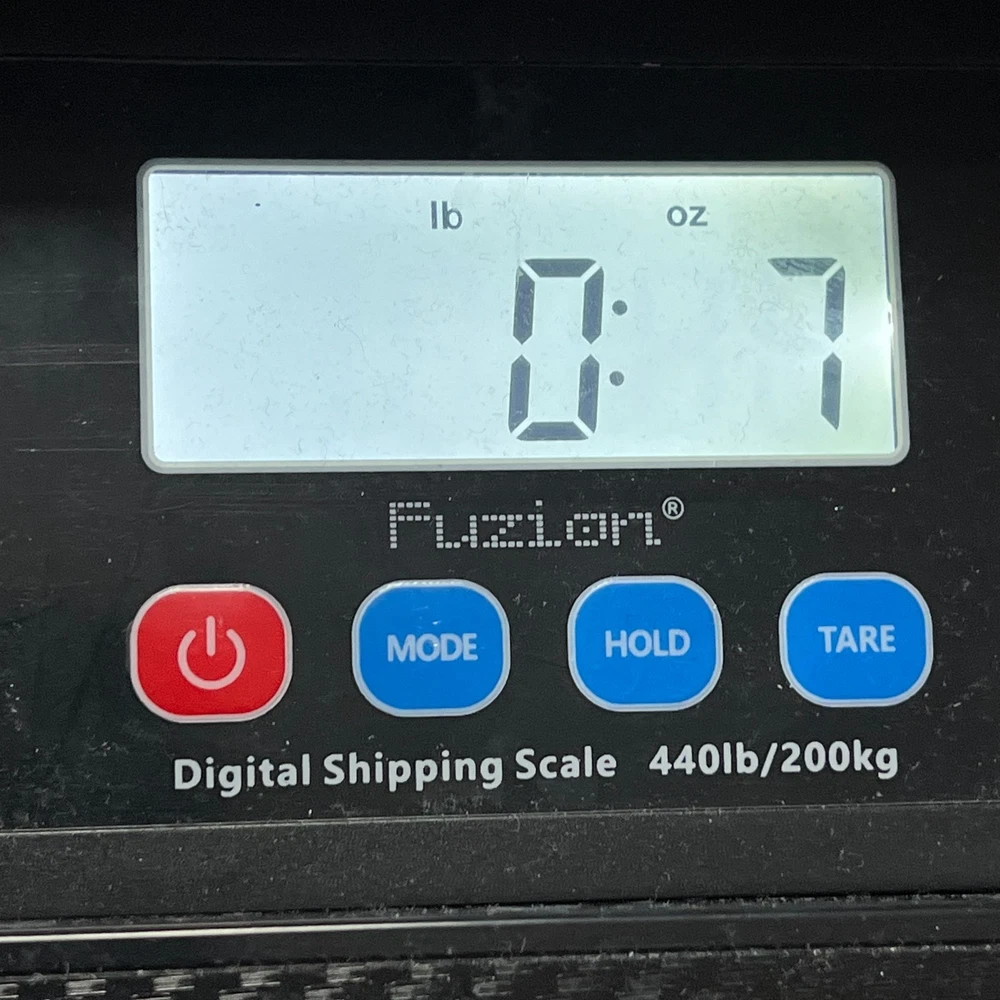 lb oz
0: 7
Fuzion®
MODE HOLD TARE
Digital Shipping Scale 440lb/200kg